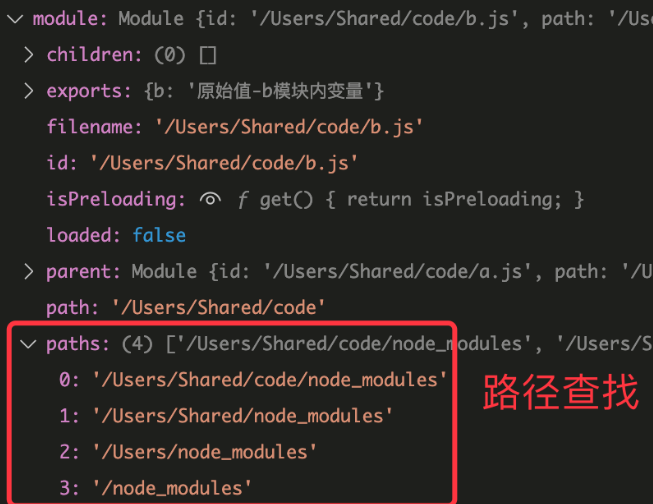 module: Module {id: '/Users/Shared/code/b.js', path: '/Us
children: (0) []
exports: {b: '原始值-b模块内变量'}
filename: '/Users/Shared/code/b.js'
id: '/Users/Shared/code/b.js'
isPreloading: ƒ get() { return isPreloading; }
loaded: false
parent: Module {id: '/Users/Shared/code/a.js', path: '/U
path: '/Users/Shared/code'
paths: (4) ['/Users/Shared/code/node_modules', '/Users/S
0: '/Users/Shared/code/node_modules'
1: '/Users/Shared/node_modules'
路径查找
2: '/Users/node_modules'
3: '/node_modules'